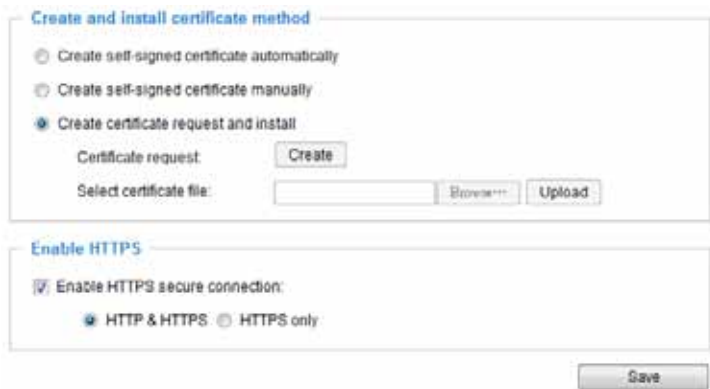 Create and install certificate method
Create self-signed certificate automatically
Create self-signed certificate manually
Create certificate request and install
Certificate request: Create
Select certificate file: Browse... Upload
Enable HTTPS
Enable HTTPS secure connection:
HTTP & HTTPS HTTPS only
Save